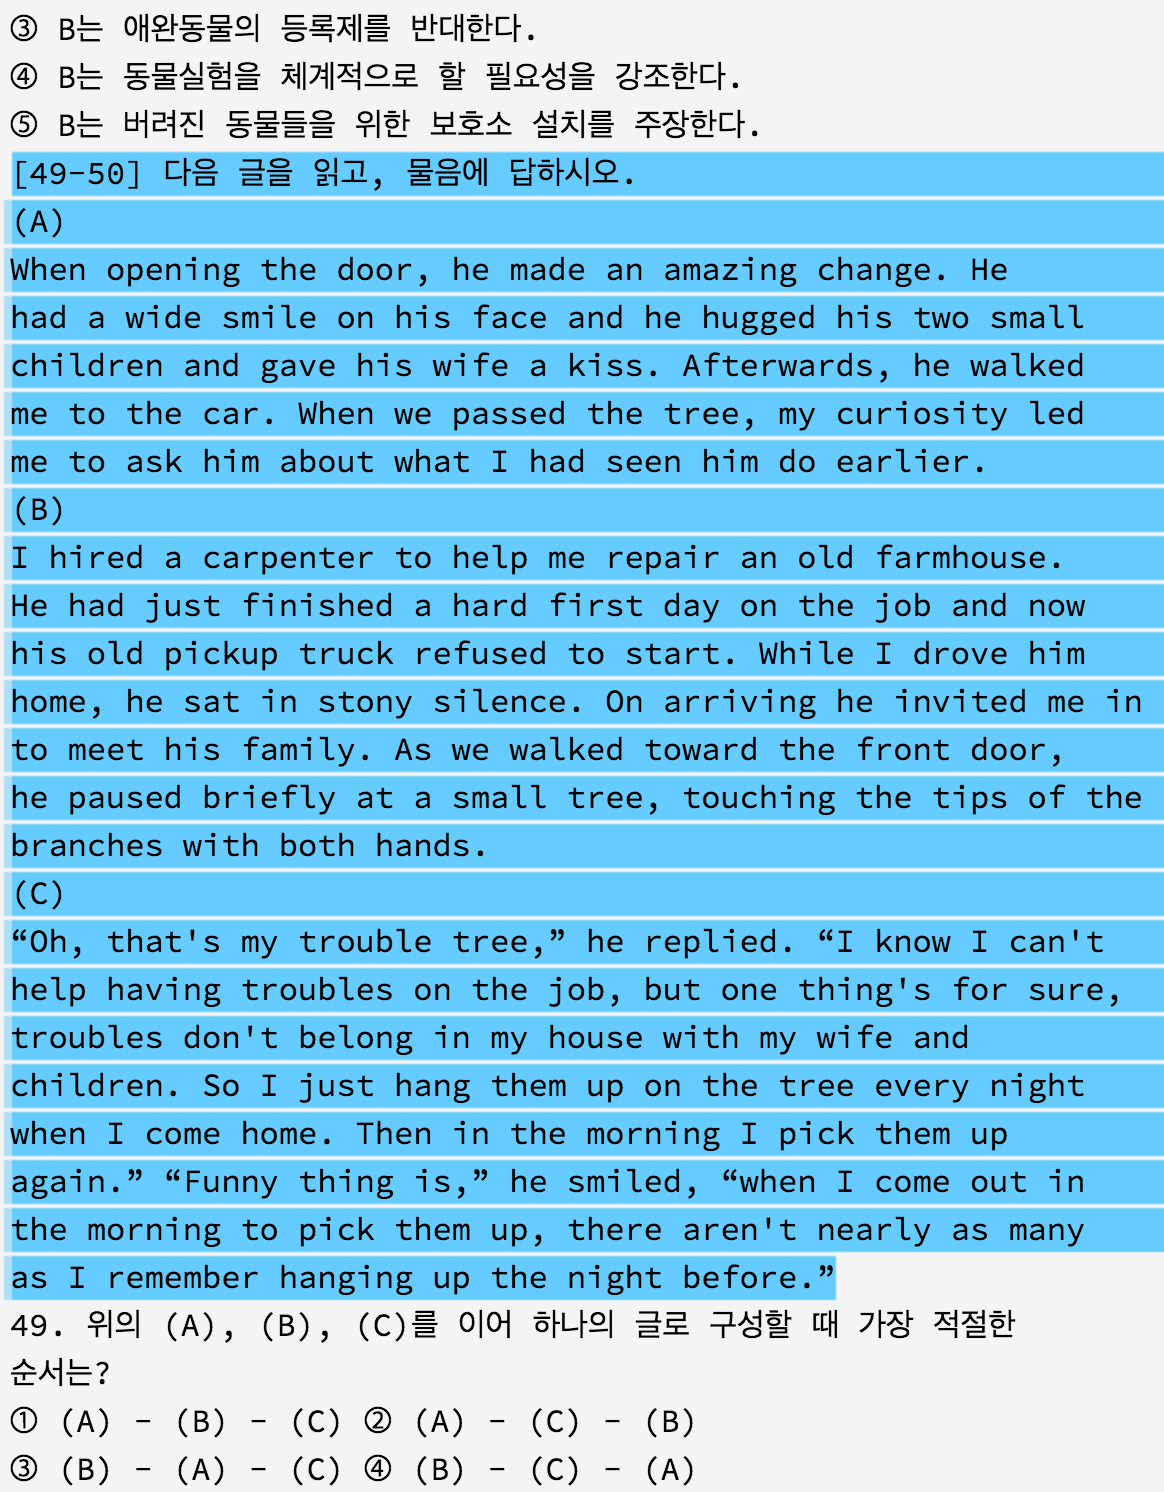 ③ B는 애완동물의 등록제를 반대한다.
④ B는 동물실험을 체계적으로 할 필요성을 강조한다.
⑤ B는 버려진 동물들을 위한 보호소 설치를 주장한다.
[49-50] 다음 글을 읽고, 물음에 답하시오.
(A)
When opening the door, he made an amazing change. He
had a wide smile on his face and he hugged his two small
children and gave his wife a kiss. Afterwards, he walked
me to the car. When we passed the tree, my curiosity led
me to ask him about what I had seen him do earlier.
(B)
I hired a carpenter to help me repair an old farmhouse.
He had just finished a hard first day on the job and now
his old pickup truck refused to start. While I drove him
home, he sat in stony silence. On arriving he invited me in
to meet his family. As we walked toward the front door,
he paused briefly at a small tree, touching the tips of the
branches with both hands.
(C)
“Oh, that's my trouble tree,” he replied. “I know I can't
help having troubles on the job, but one thing's for sure,
troubles don't belong in my house with my wife and
children. So I just hang them up on the tree every night
when I come home. Then in the morning I pick them up
again.” “Funny thing is,” he smiled, “when I come out in
the morning to pick them up, there aren't nearly as many
as I remember hanging up the night before.”
49. 위의 (A), (B), (C)를 이어 하나의 글로 구성할 때 가장 적절한
순서는?
① (A) - (B) - (C) ② (A) - (C) - (B)
③ (B) - (A) - (C) ④ (B) - (C) - (A)